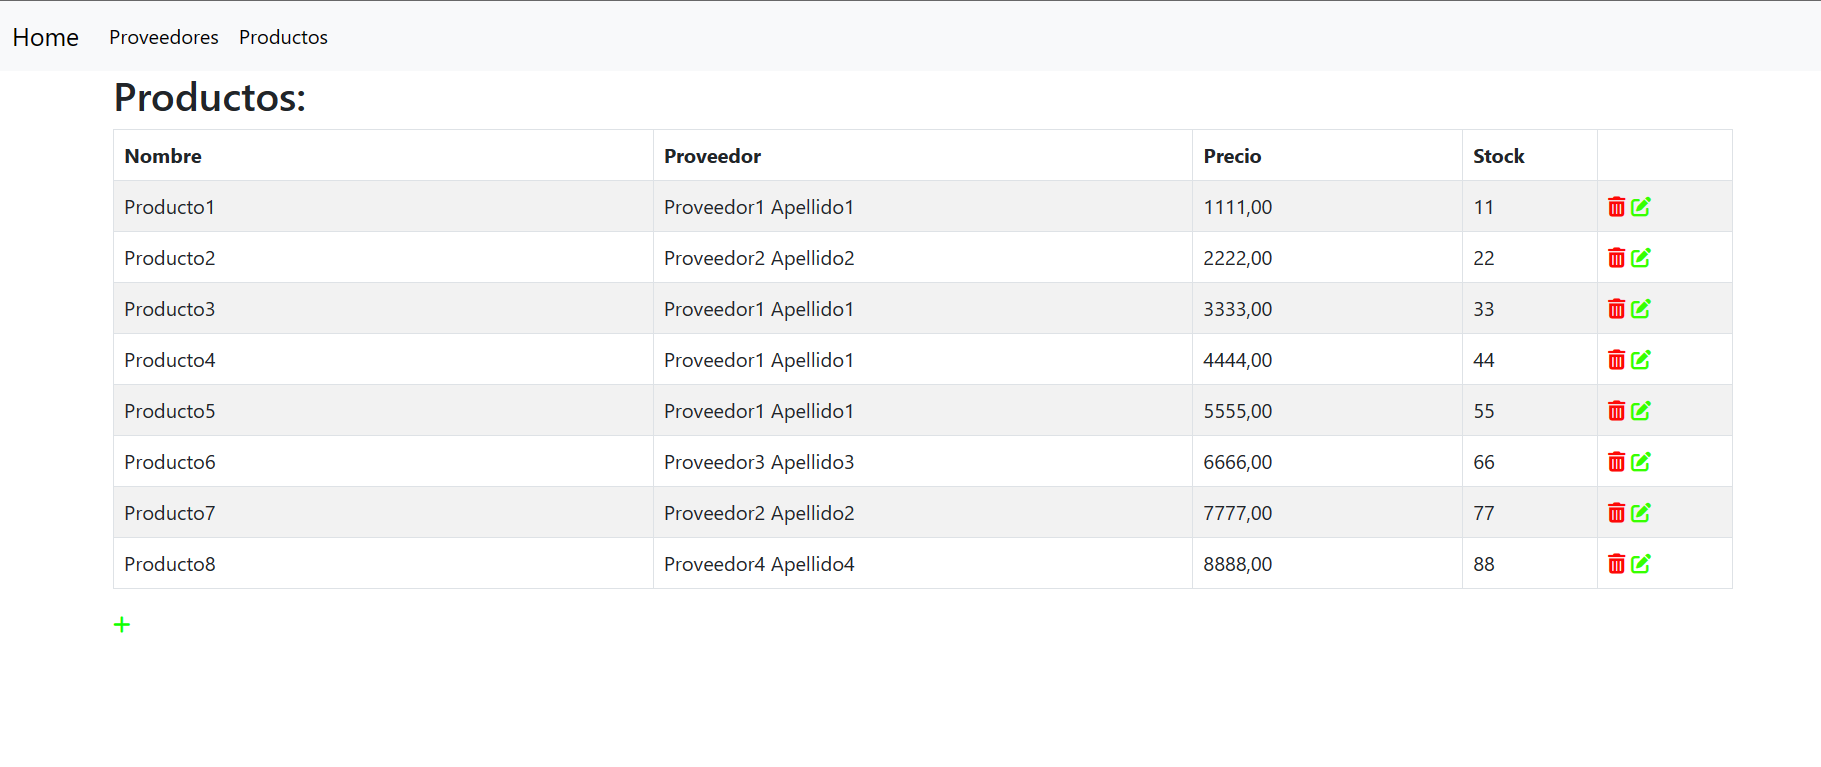 Home Proveedores Productos
Productos:
Nombre Proveedor Precio Stock
Producto1 Proveedor1 Apellido1 1111,00 11
Producto2 Proveedor2 Apellido2 2222,00 22
Producto3 Proveedor1 Apellido1 3333,00 33
Producto4 Proveedor1 Apellido1 4444,00 44
Producto5 Proveedor1 Apellido1 5555,00 55
Producto6 Proveedor3 Apellido3 6666,00 66
Producto7 Proveedor2 Apellido2 7777,00 77
Producto8 Proveedor4 Apellido4 8888,00 88
+